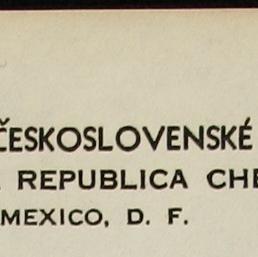 ČESKOSLOVENSKÉ
REPUBLICA CHE
MEXICO, D. F.